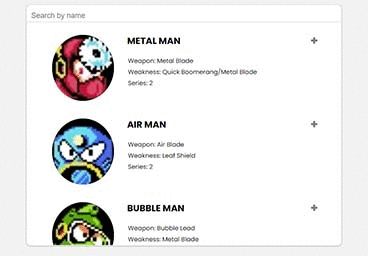 Search by name
METAL MAN
Weapon: Metal Blade
Weakness: Quick Boomerang/Metal Blade
Series: 2
AIR MAN
Weapon: Air Blade
Weakness: Leaf Shield
Series: 2
BUBBLE MAN
Weapon: Bubble Lead
Weakness: Metal Blade